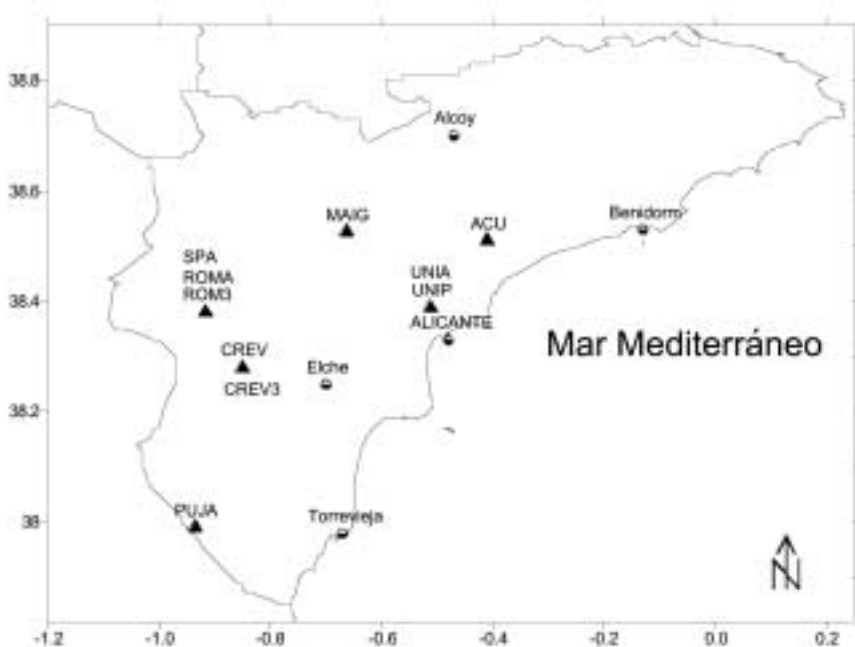 38.8
Alcoy
38.6
MAIG
ACU
Benidorm
SPA
ROMA
ROM3
UNIA
UNIP
38.4
ALICANTE
Mar Mediterráneo
CREV
CREV3
Elche
38.2
PUJA
Torrevieja
38
N
-1.2 -1.0 -0.8 -0.6 -0.4 -0.2 0.0 0.2